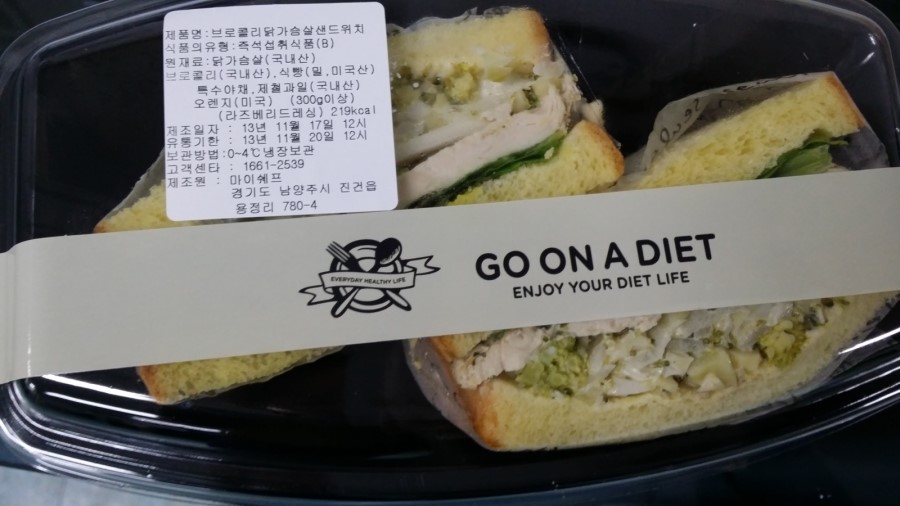 제품명:브로콜리닭가슴살샌드위치
식품의유형:즉석섭취식품(B)
원재료:닭가슴살(국내산)
브로콜리(국내산),식빵(밀,미국산)
특수야채,제철과일(국내산)
오렌지(미국) (300g이상)
(라즈베리드레싱) 219kcal
제조일자 : 13년 11월 17일 12시
유통기한 : 13년 11월 20일 12시
보관방법:0~4℃냉장보관
고객센타 : 1661-2539
제조원 : 마이쉐프
경기도 남양주시 진건읍
용정리 780-4
EVERYDAY HEALTHY LIFE
GO ON A DIET
ENJOY YOUR DIET LIFE